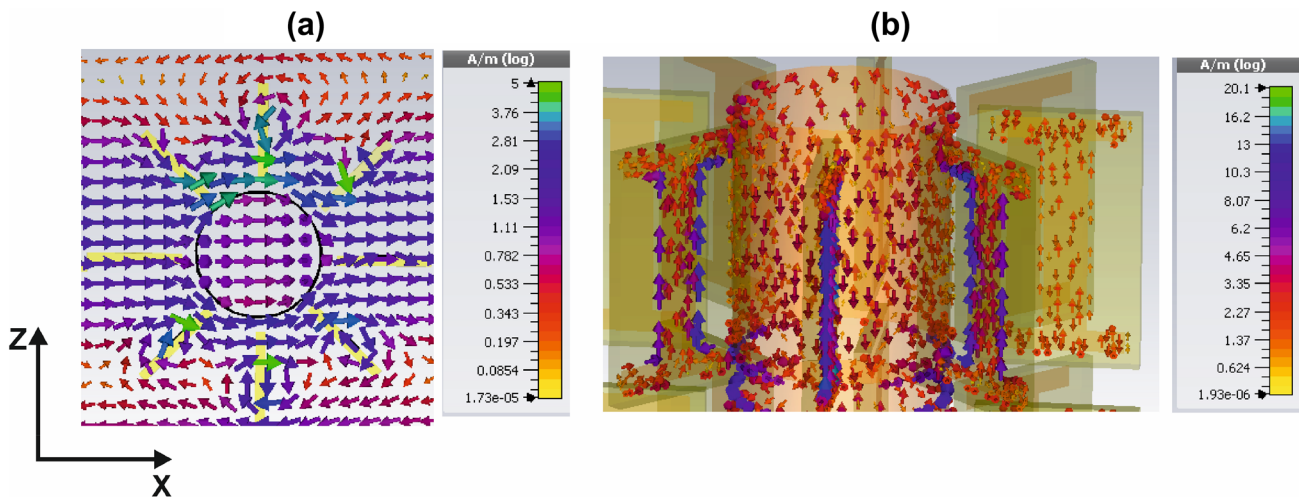 (a)
(b)
A/m (log)
5
3.76
2.81
2.09
1.53
1.11
0.782
0.533
0.343
0.197
0.0854
1.73e-05
A/m (log)
20.1
16.2
13
10.3
8.07
6.2
4.65
3.35
2.27
1.37
0.624
1.93e-06
Z
X